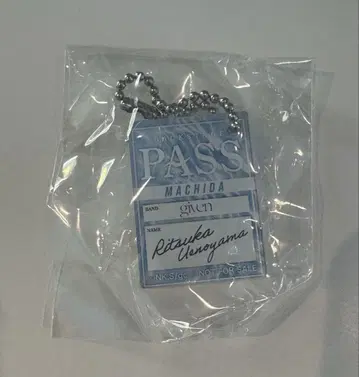 PASS
MACHIDA
BAND
given
NAME
Ritsuka
Uenoyama
NOT FOR SALE